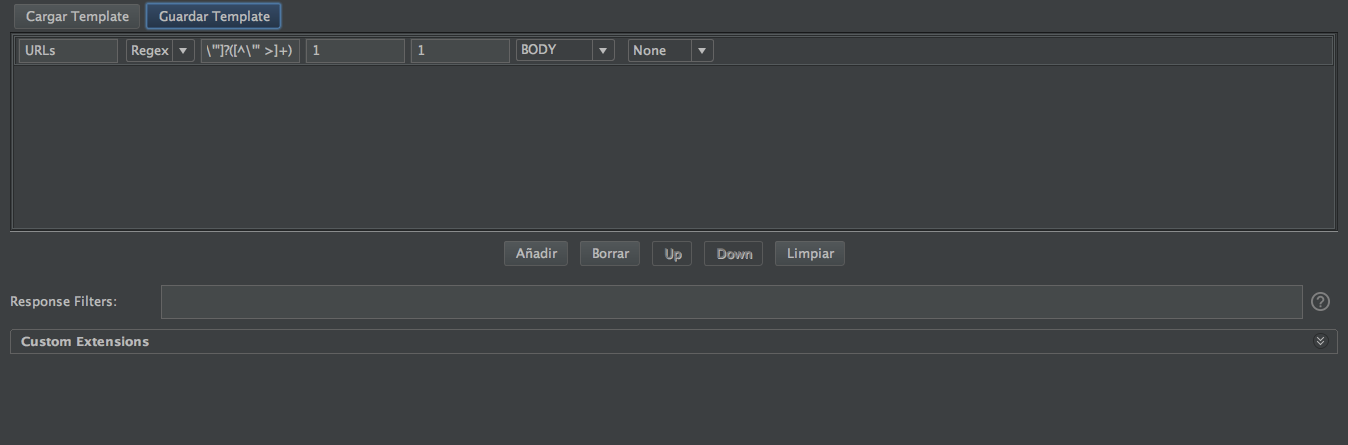 Cargar Template Guardar Template
URLs Regex \'"]?([^\'" >]+) 1 1 BODY None
Añadir Borrar Up Down Limpiar
Response Filters: ?
Custom Extensions